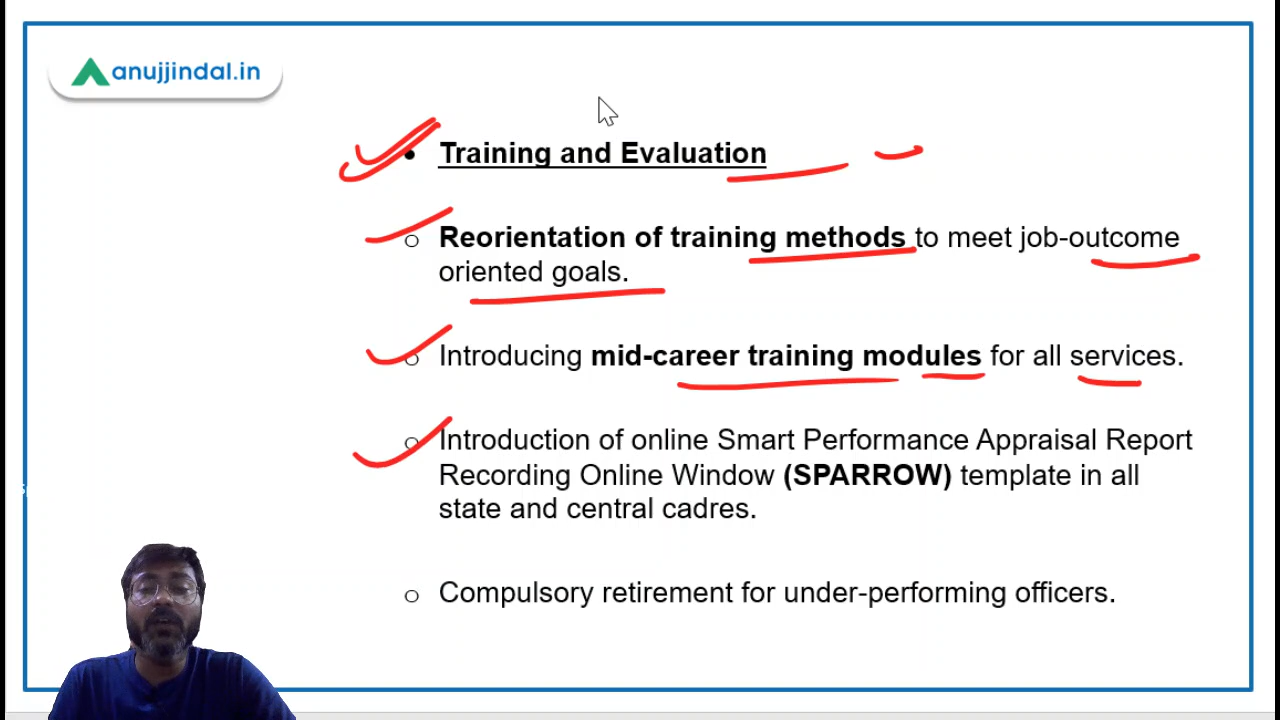 anujjindal.in
• Training and Evaluation
o Reorientation of training methods to meet job-outcome
oriented goals.
o Introducing mid-career training modules for all services.
o Introduction of online Smart Performance Appraisal Report
Recording Online Window (SPARROW) template in all
state and central cadres.
o Compulsory retirement for under-performing officers.